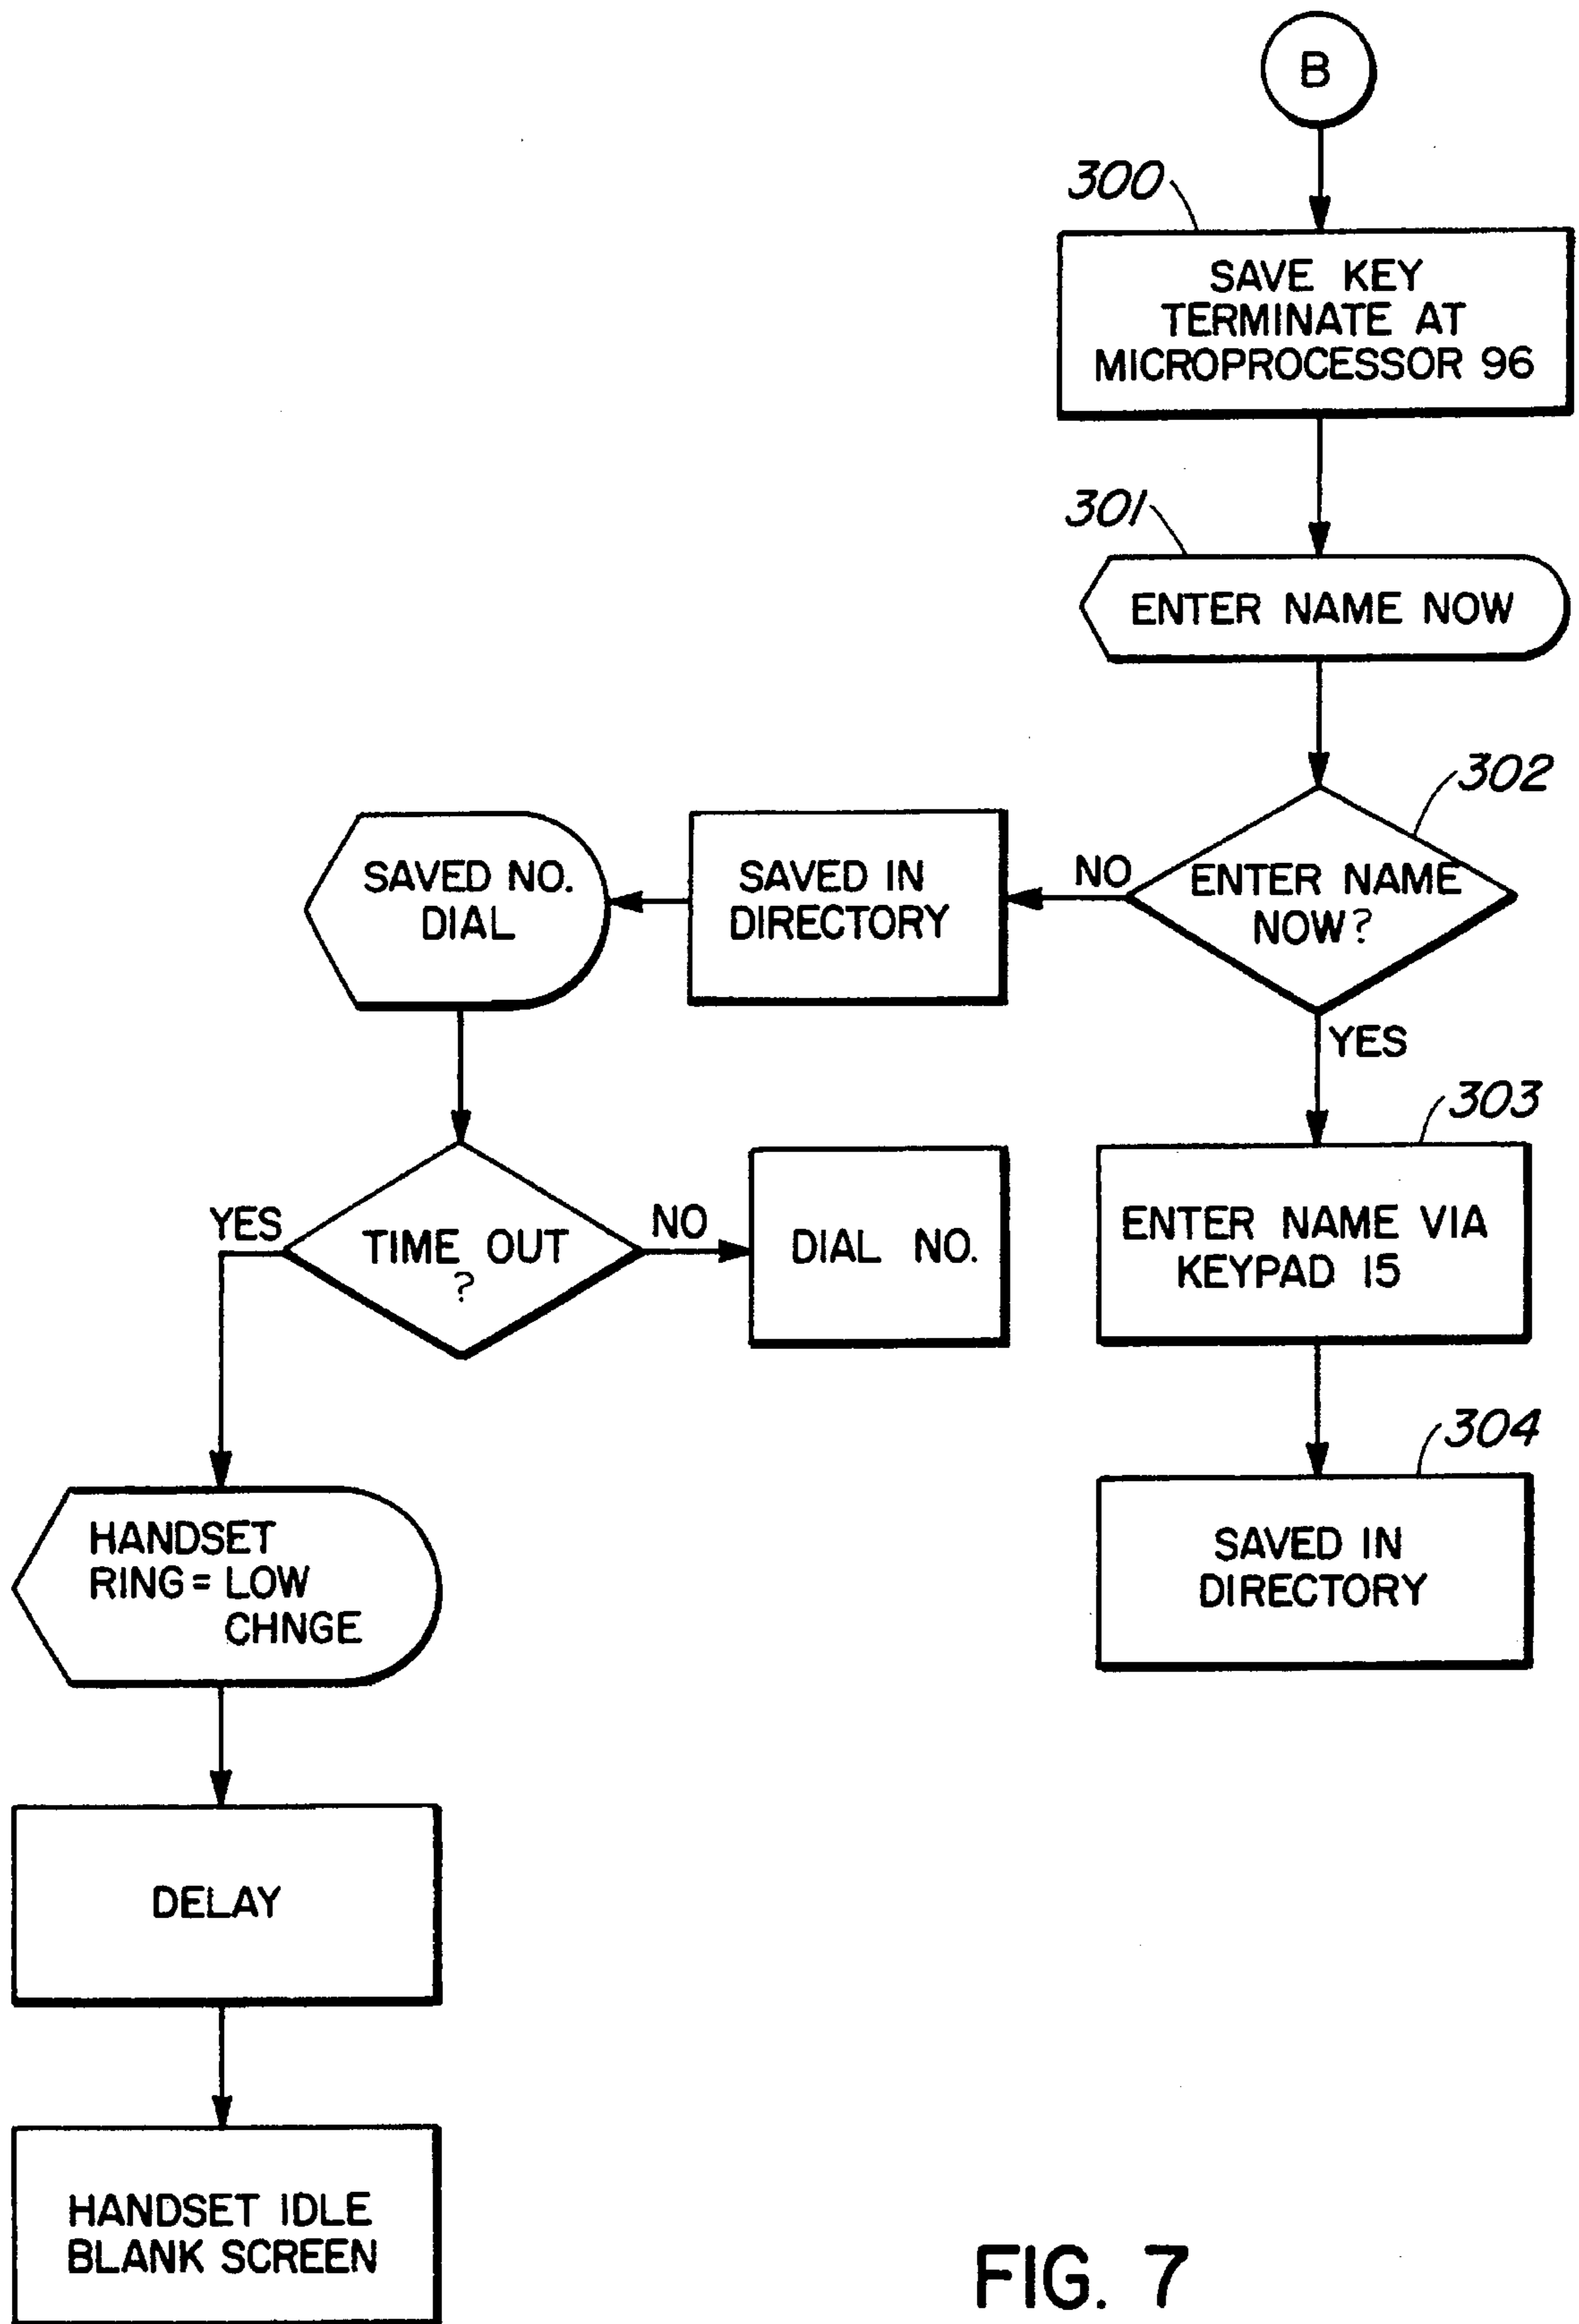 B
300
SAVE KEY
TERMINATE AT
MICROPROCESSOR 96
301
ENTER NAME NOW
302
ENTER NAME
NOW?
NO
SAVED IN
DIRECTORY
SAVED NO.
DIAL
YES
303
ENTER NAME VIA
KEYPAD 15
304
SAVED IN
DIRECTORY
TIME OUT
?
NO
DIAL NO.
YES
HANDSET
RING = LOW
CHNGE
DELAY
HANDSET IDLE
BLANK SCREEN
FIG. 7